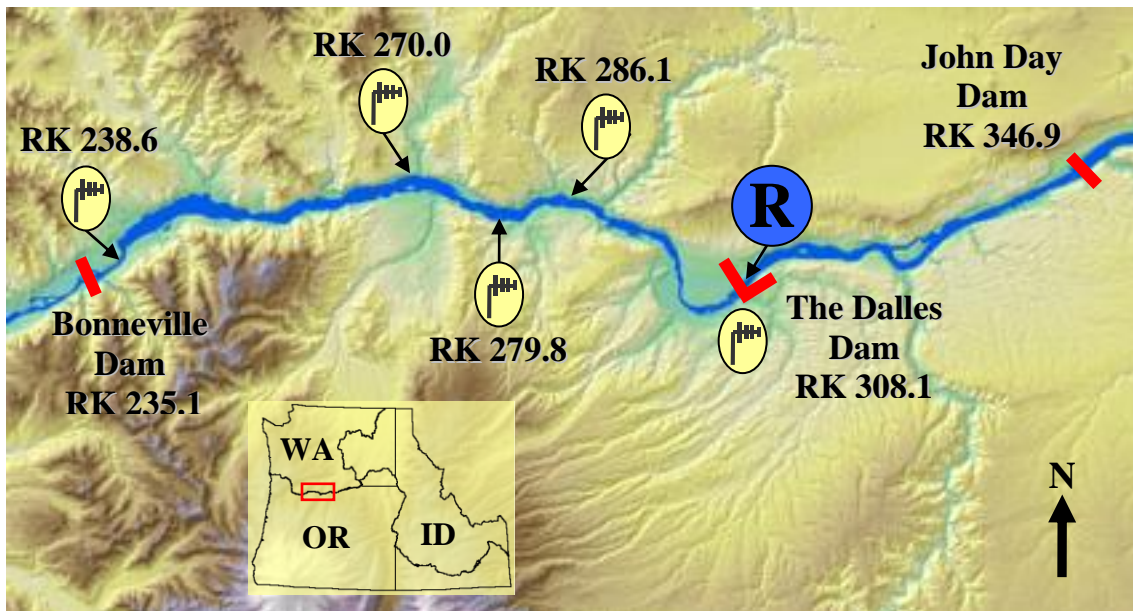 RK 270.0
RK 286.1
John Day
Dam
RK 346.9
RK 238.6
R
Bonneville
Dam
RK 235.1
RK 279.8
The Dalles
Dam
RK 308.1
WA
OR
ID
N